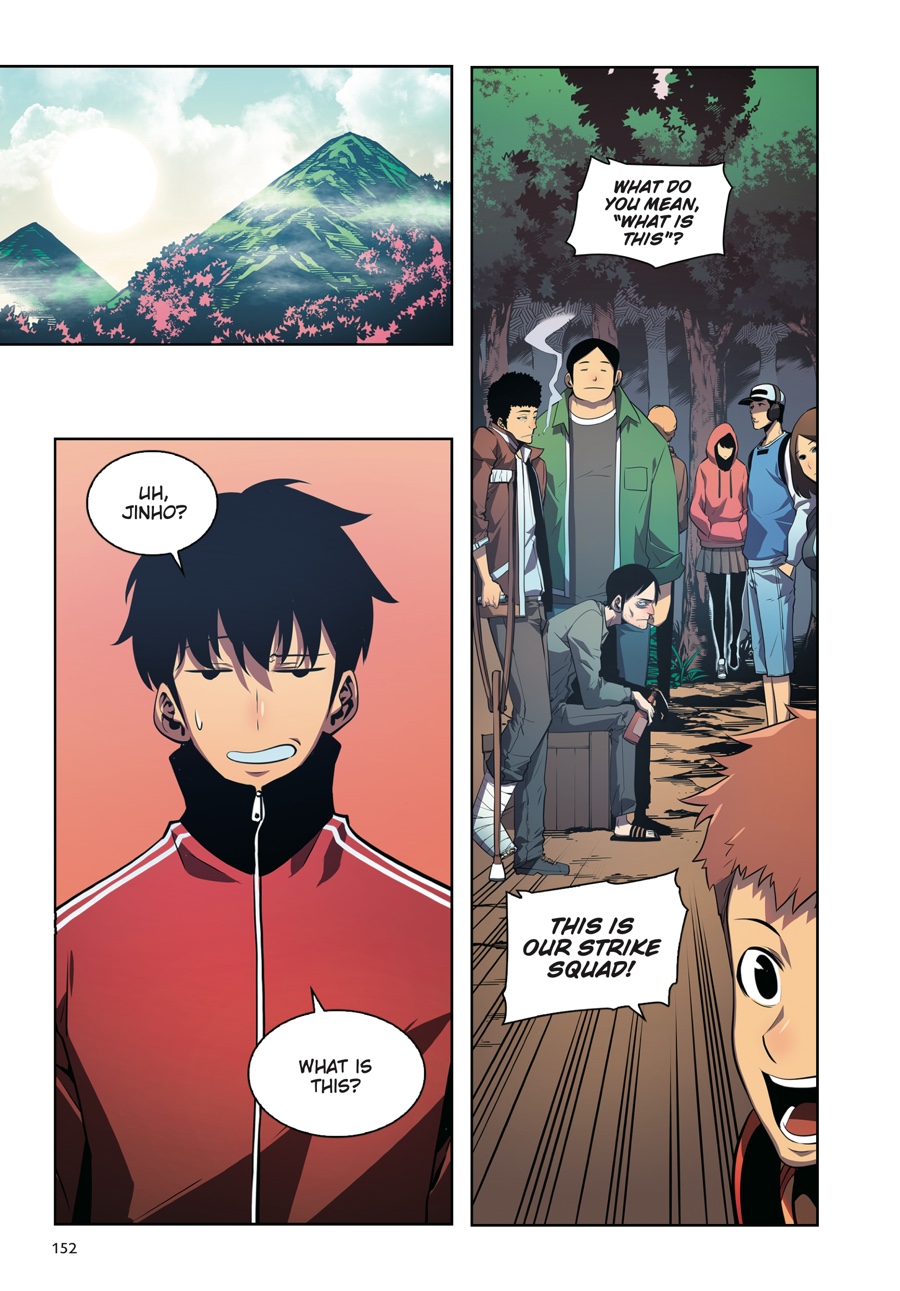 UH,
JINHO?
WHAT IS
THIS?
WHAT DO
YOU MEAN,
"WHAT IS
THIS"?
THIS IS
OUR STRIKE
SQUAD!
152